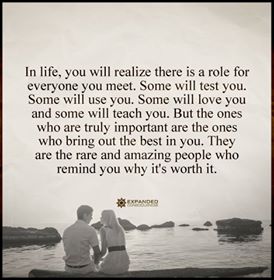 In life, you will realize there is a role for
everyone you meet. Some will test you.
Some will use you. Some will love you
and some will teach you. But the ones
who are truly important are the ones
who bring out the best in you. They
are the rare and amazing people who
remind you why it's worth it.
EXPANDED
CONSCIOUSNESS